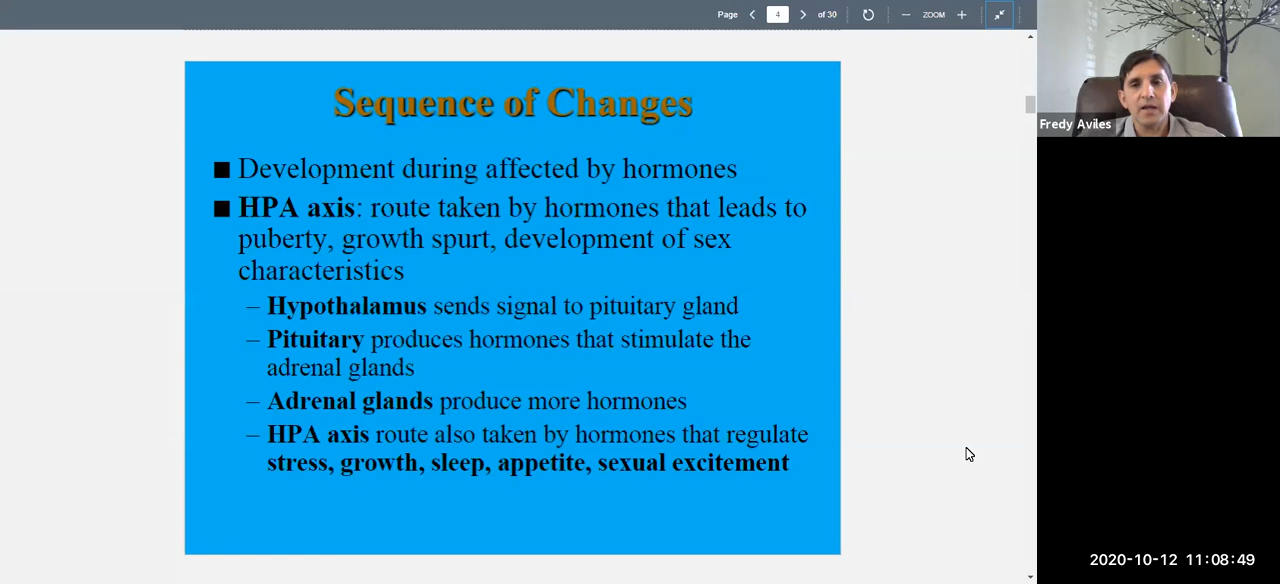 Page 4 of 30 ZOOM
Sequence of Changes
■ Development during affected by hormones
■ HPA axis: route taken by hormones that leads to
puberty, growth spurt, development of sex
characteristics
– Hypothalamus sends signal to pituitary gland
– Pituitary produces hormones that stimulate the
adrenal glands
– Adrenal glands produce more hormones
– HPA axis route also taken by hormones that regulate
stress, growth, sleep, appetite, sexual excitement
Fredy Aviles
2020-10-12 11:08:49